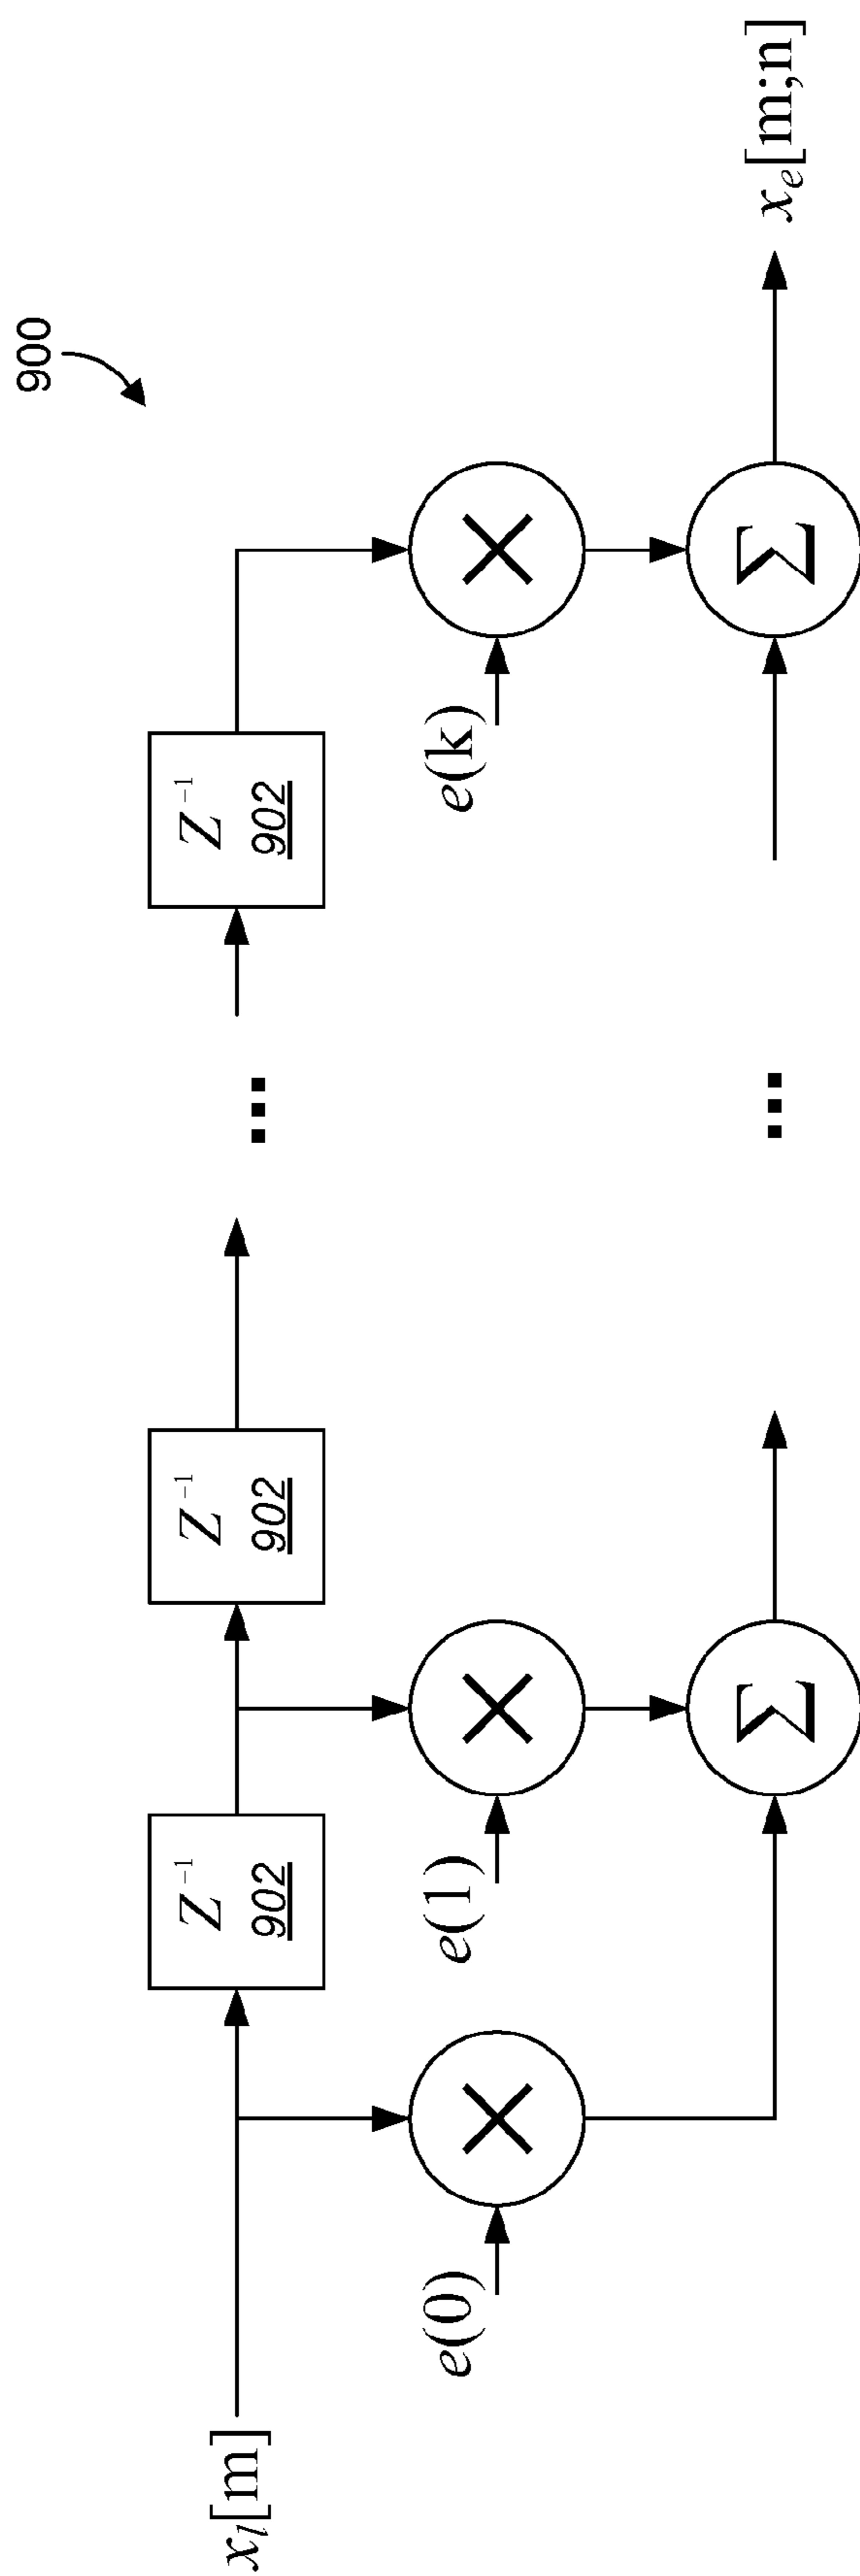 900
x_l[m]
Z^{-1}
902
Z^{-1}
902
...
Z^{-1}
902
e(0)
×
e(1)
×
e(k)
×
Σ
...
Σ
x_e[m;n]